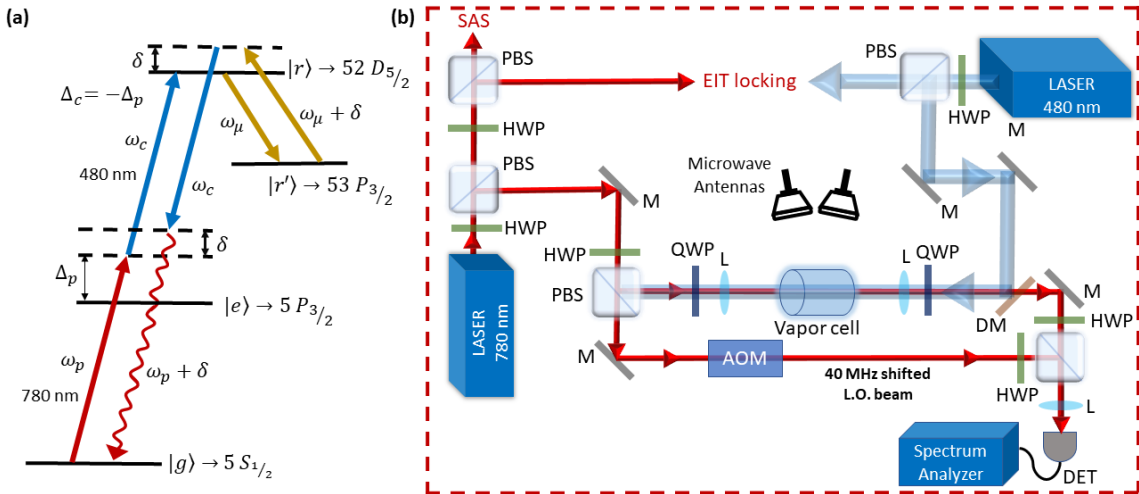 (a)
δ
|r⟩ → 52 D5/2
Δc = −Δp
ωμ
ωμ + δ
ωc
480 nm
ωc
|r′⟩ → 53 P3/2
δ
Δp
|e⟩ → 5 P3/2
ωp
ωp + δ
780 nm
|g⟩ → 5 S1/2
(b)
SAS
PBS
EIT locking
PBS
HWP
LASER
480 nm
M
HWP
PBS
M
Microwave
Antennas
M
HWP
HWP
QWP
L
L
QWP
PBS
Vapor cell
DM
M
HWP
LASER
780 nm
M
AOM
40 MHz shifted
L.O. beam
HWP
L
Spectrum
Analyzer
DET